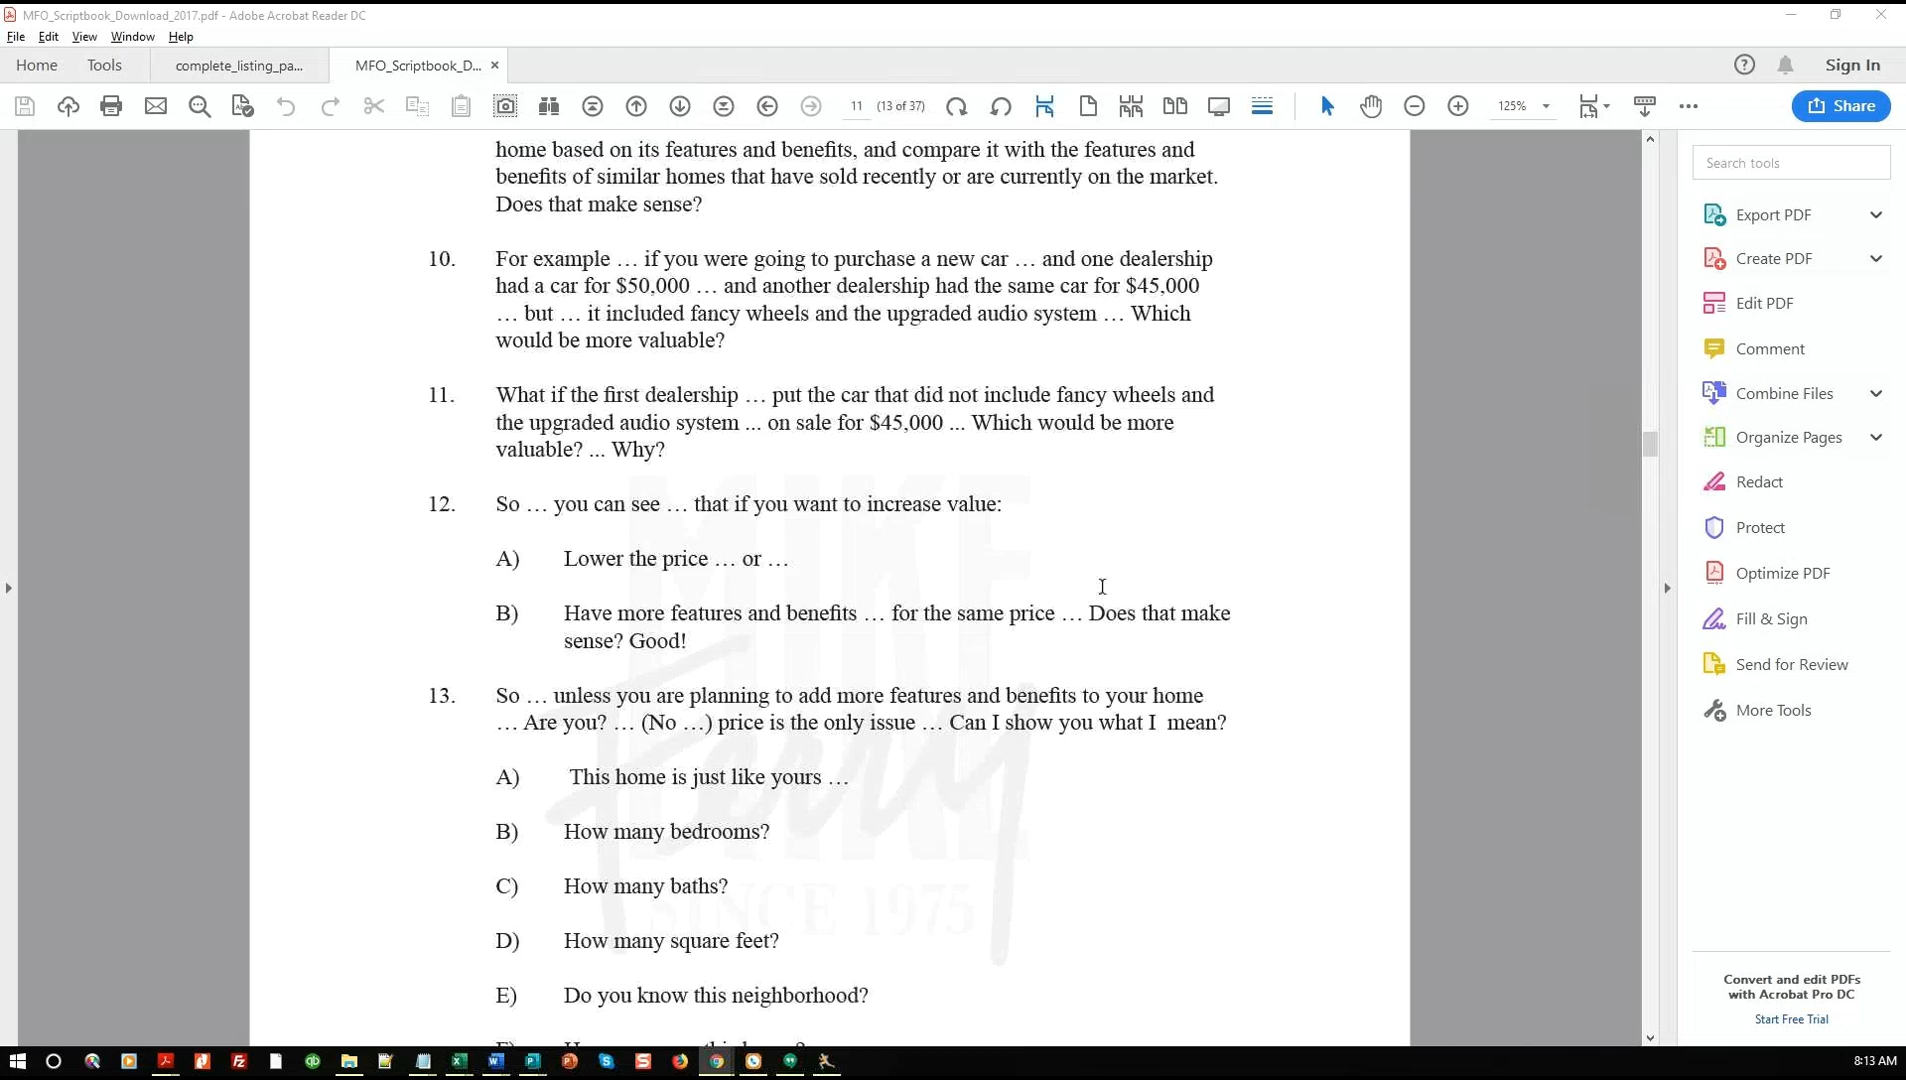 MFO_Scriptbook_Download_2017.pdf - Adobe Acrobat Reader DC
File Edit View Window Help
Home Tools complete_listing_pa... MFO_Scriptbook_D... × Sign In
11 (13 of 37) 125% Share
home based on its features and benefits, and compare it with the features and
benefits of similar homes that have sold recently or are currently on the market.
Does that make sense?
10. For example … if you were going to purchase a new car … and one dealership
had a car for $50,000 … and another dealership had the same car for $45,000
… but … it included fancy wheels and the upgraded audio system … Which
would be more valuable?
11. What if the first dealership … put the car that did not include fancy wheels and
the upgraded audio system ... on sale for $45,000 ... Which would be more
valuable? ... Why?
12. So … you can see … that if you want to increase value:
A) Lower the price … or …
B) Have more features and benefits … for the same price … Does that make
sense? Good!
13. So … unless you are planning to add more features and benefits to your home
… Are you? … (No …) price is the only issue … Can I show you what I mean?
A) This home is just like yours …
B) How many bedrooms?
C) How many baths?
D) How many square feet?
E) Do you know this neighborhood?
MIKE
Ferry
SINCE 1975
Search tools
Export PDF
Create PDF
Edit PDF
Comment
Combine Files
Organize Pages
Redact
Protect
Optimize PDF
Fill & Sign
Send for Review
More Tools
Convert and edit PDFs
with Acrobat Pro DC
Start Free Trial
8:13 AM